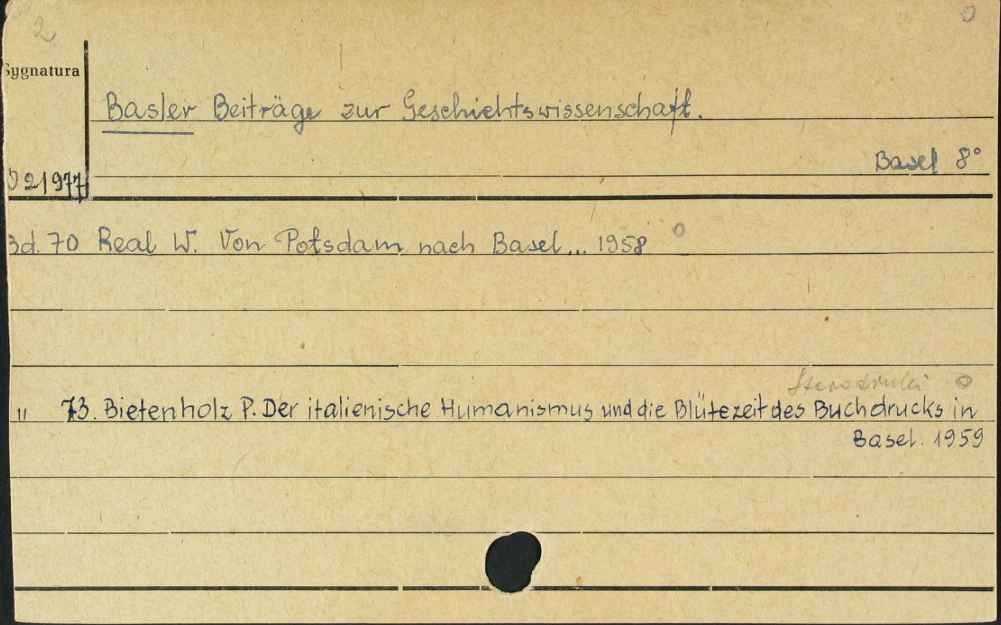 2
Sygnatura
Basler Beiträge zur Geschichtswissenschaft.
Basel 8°
21977
Bd. 70 Real W. Von Potsdam nach Basel... 1958 o
o
" 73. Bietenholz P. Der italienische Humanismus und die Blütezeit des Buchdrucks in
Basel. 1959